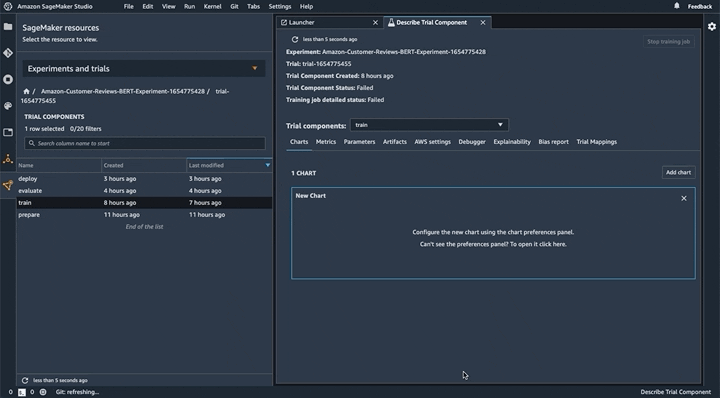 Amazon SageMaker Studio File Edit View Run Kernel Git Tabs Settings Help Feedback
SageMaker resources
Select the resource to view.
Experiments and trials
/ Amazon-Customer-Reviews-BERT-Experiment-1654775428 / trial-
1654775455
TRIAL COMPONENTS
1 row selected 0/20 filters
Search column name to start
Name Created Last modified
deploy 3 hours ago 3 hours ago
evaluate 4 hours ago 4 hours ago
train 8 hours ago 7 hours ago
prepare 11 hours ago 11 hours ago
End of the list
less than 5 seconds ago
Launcher Describe Trial Component
less than 5 seconds ago Stop training job
Experiment: Amazon-Customer-Reviews-BERT-Experiment-1654775428
Trial: trial-1654775455
Trial Component Created: 8 hours ago
Trial Component Status: Failed
Training job detailed status: Failed
Trial components: train
Charts Metrics Parameters Artifacts AWS settings Debugger Explainability Bias report Trial Mappings
1 CHART Add chart
New Chart
Configure the new chart using the chart preferences panel.
Can't see the preferences panel? To open it click here.
0 0 Git: refreshing... Describe Trial Component